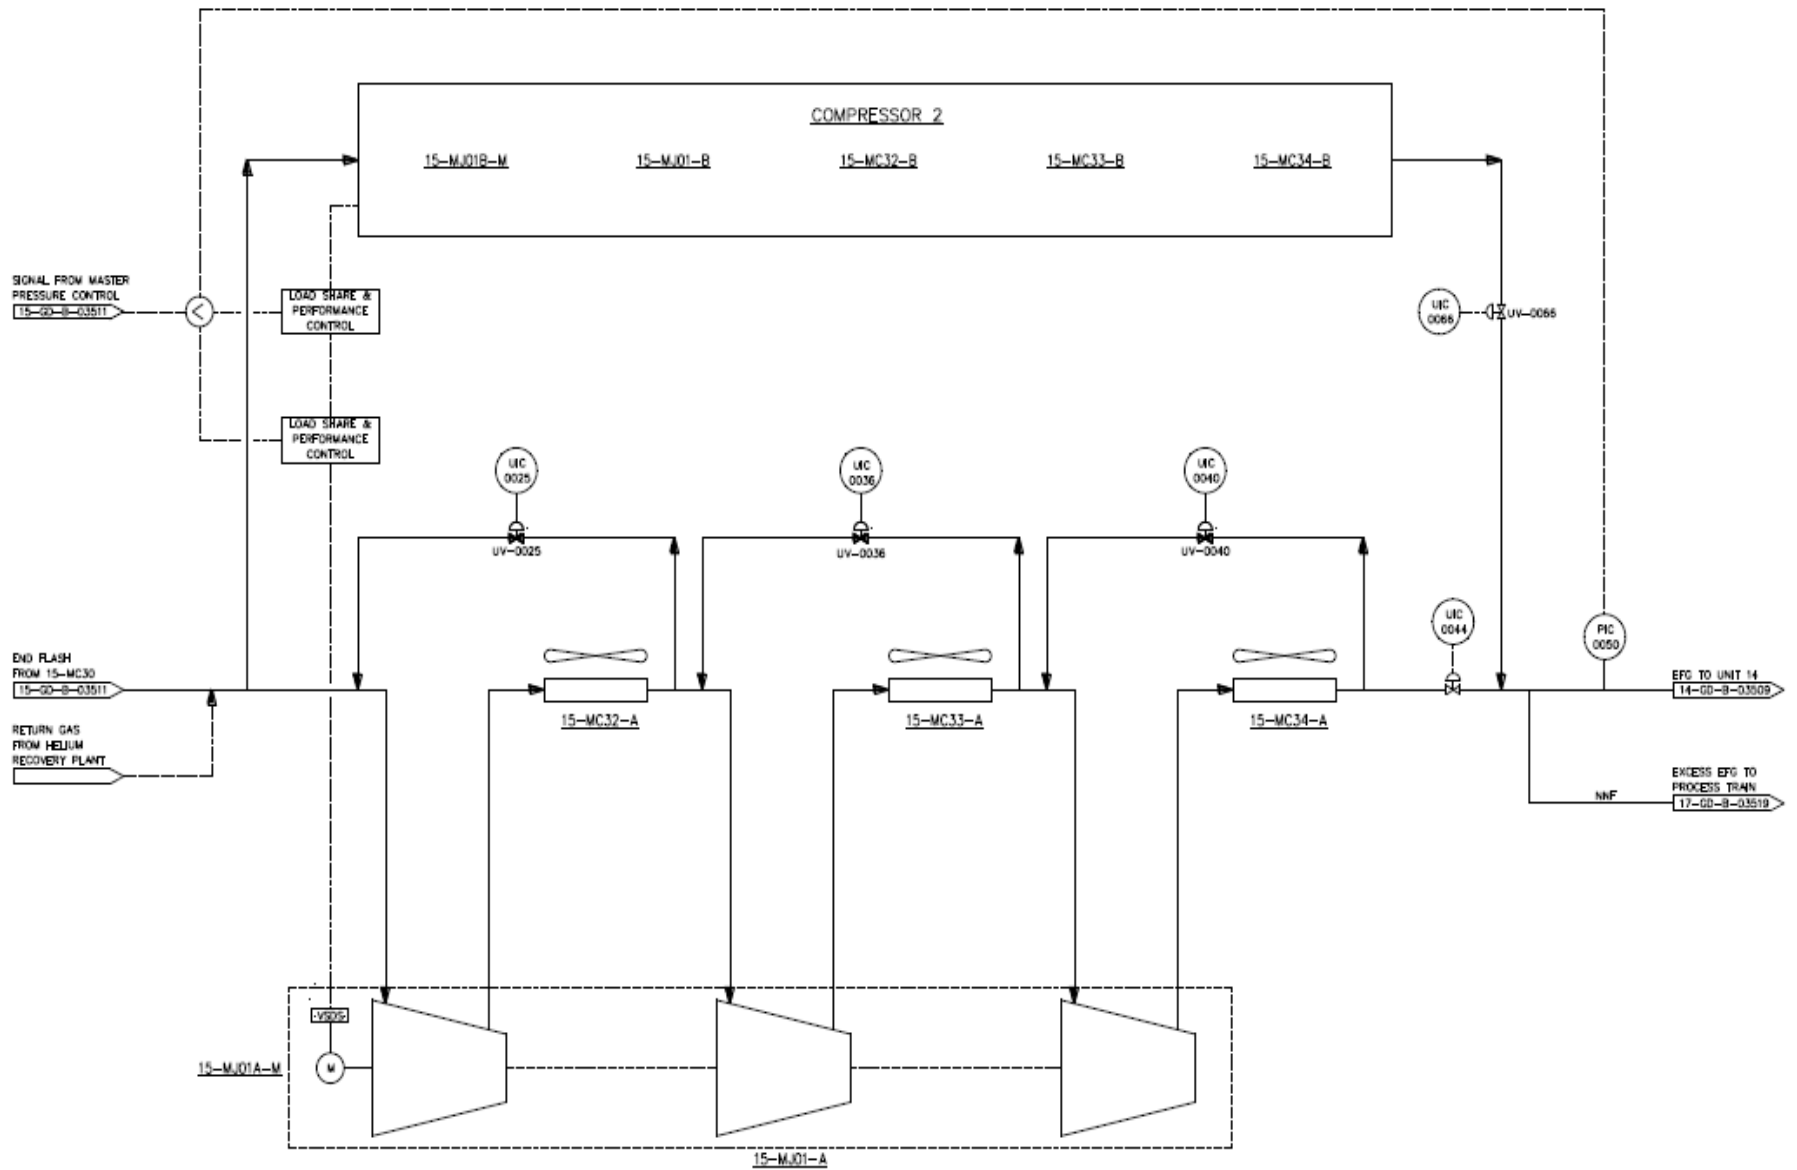 COMPRESSOR 2
15-MJ01B-M
15-MJ01-B
15-MC32-B
15-MC33-B
15-MC34-B
SIGNAL FROM MASTER
PRESSURE CONTROL
15-GD-B-03511
<
LOAD SHARE &
PERFORMANCE
CONTROL
UIC
0066
UV-0066
LOAD SHARE &
PERFORMANCE
CONTROL
UIC
0025
UV-0025
UIC
0036
UV-0036
UIC
0040
UV-0040
UIC
0044
PIC
0050
END FLASH
FROM 15-MC30
15-GD-B-03511
RETURN GAS
FROM HELIUM
RECOVERY PLANT
15-MC32-A
15-MC33-A
15-MC34-A
EFG TO UNIT 14
14-GD-B-03509
EXCESS EFG TO
PROCESS TRAIN
17-GD-B-03519
NNF
VSDS
M
15-MJ01A-M
15-MJ01-A